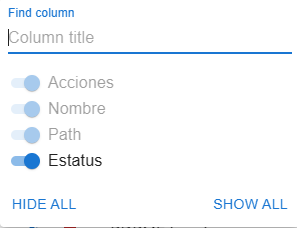 Find column
Column title
Acciones
Nombre
Path
Estatus
HIDE ALL
SHOW ALL